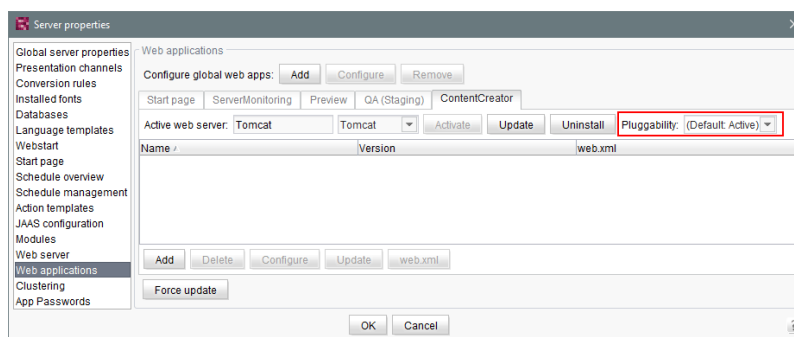 Server properties
Global server properties
Presentation channels
Conversion rules
Installed fonts
Databases
Language templates
Webstart
Start page
Schedule overview
Schedule management
Action templates
JAAS configuration
Modules
Web server
Web applications
Clustering
App Passwords
Web applications
Configure global web apps: Add Configure Remove
Start page ServerMonitoring Preview QA (Staging) ContentCreator
Active web server: Tomcat Tomcat Activate Update Uninstall Pluggability: (Default: Active)
Name Version web.xml
Add Delete Configure Update web.xml
Force update
OK Cancel